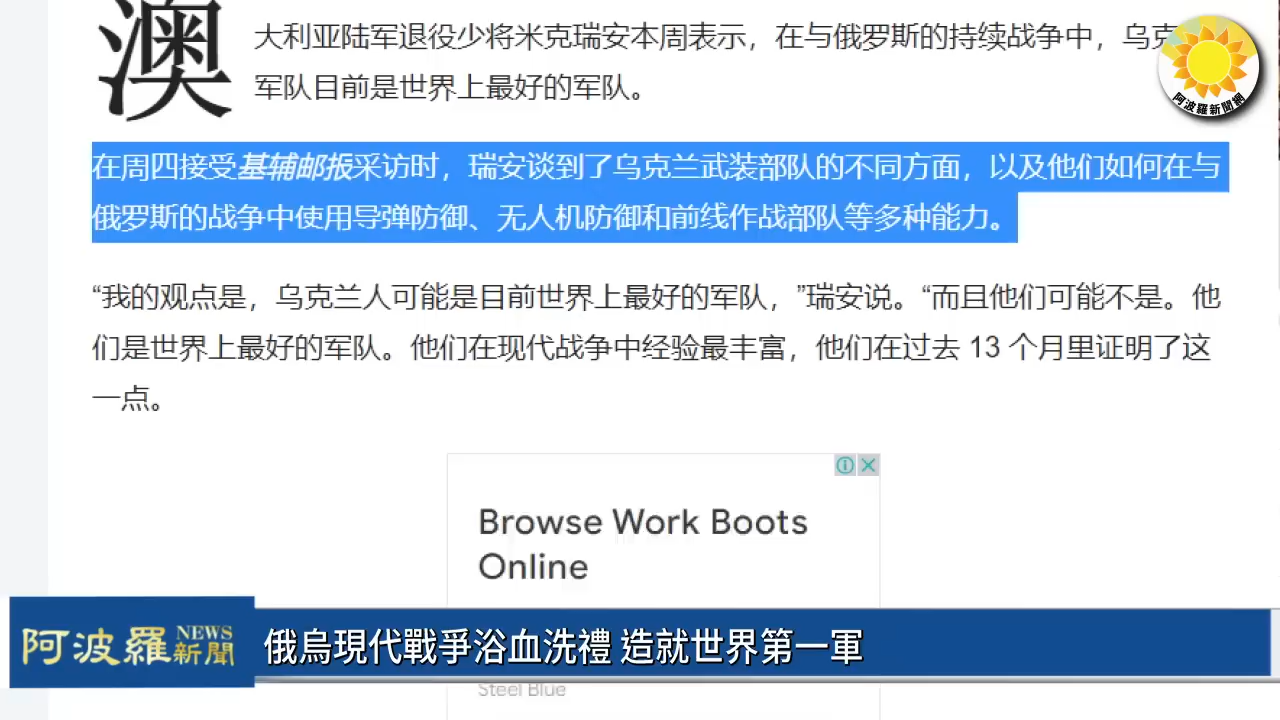 澳
大利亚陆军退役少将米克瑞安本周表示，在与俄罗斯的持续战争中，乌克
军队目前是世界上最好的军队。
阿波羅新聞網
在周四接受基辅邮报采访时，瑞安谈到了乌克兰武装部队的不同方面，以及他们如何在与
俄罗斯的战争中使用导弹防御、无人机防御和前线作战部队等多种能力。
“我的观点是，乌克兰人可能是目前世界上最好的军队，”瑞安说。“而且他们可能不是。他
们是世界上最好的军队。他们在现代战争中经验最丰富，他们在过去 13 个月里证明了这
一点。
Browse Work Boots
Online
阿波羅 NEWS 新聞
俄烏現代戰爭浴血洗禮 造就世界第一軍
Steel Blue